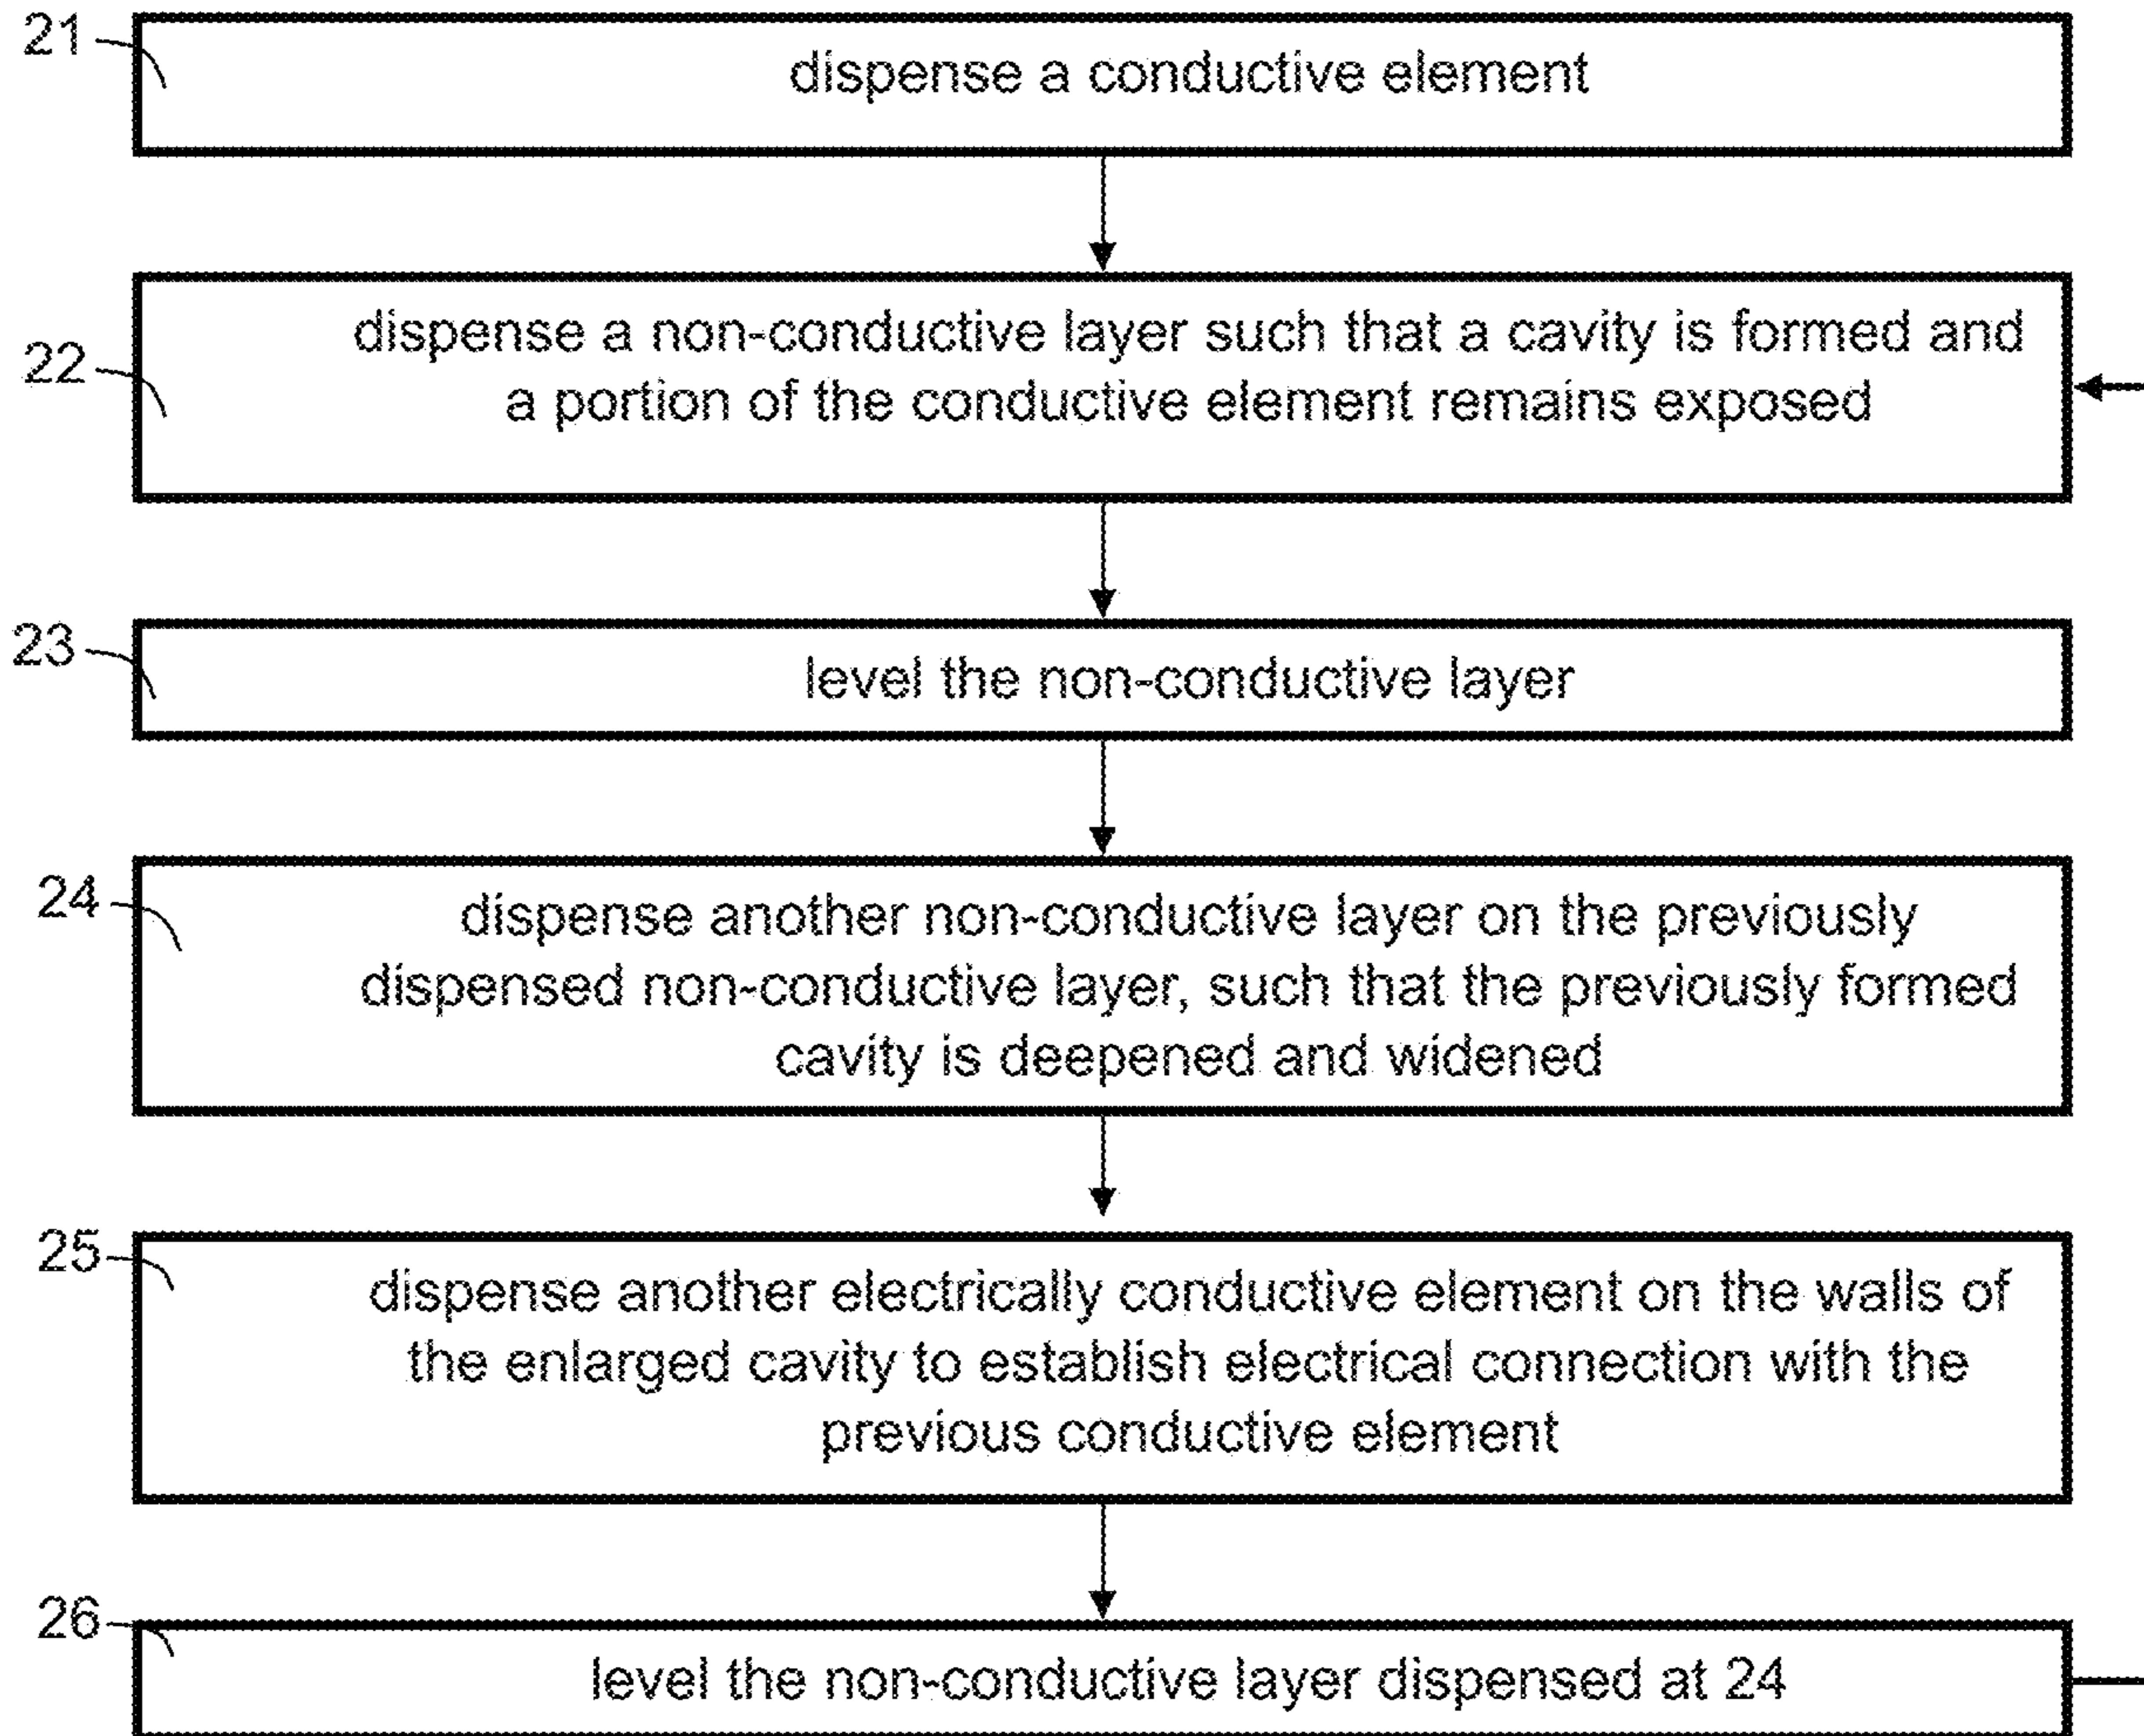 21
dispense a conductive element
22
dispense a non-conductive layer such that a cavity is formed and
a portion of the conductive element remains exposed
23
level the non-conductive layer
24
dispense another non-conductive layer on the previously
dispensed non-conductive layer, such that the previously formed
cavity is deepened and widened
25
dispense another electrically conductive element on the walls of
the enlarged cavity to establish electrical connection with the
previous conductive element
26
level the non-conductive layer dispensed at 24